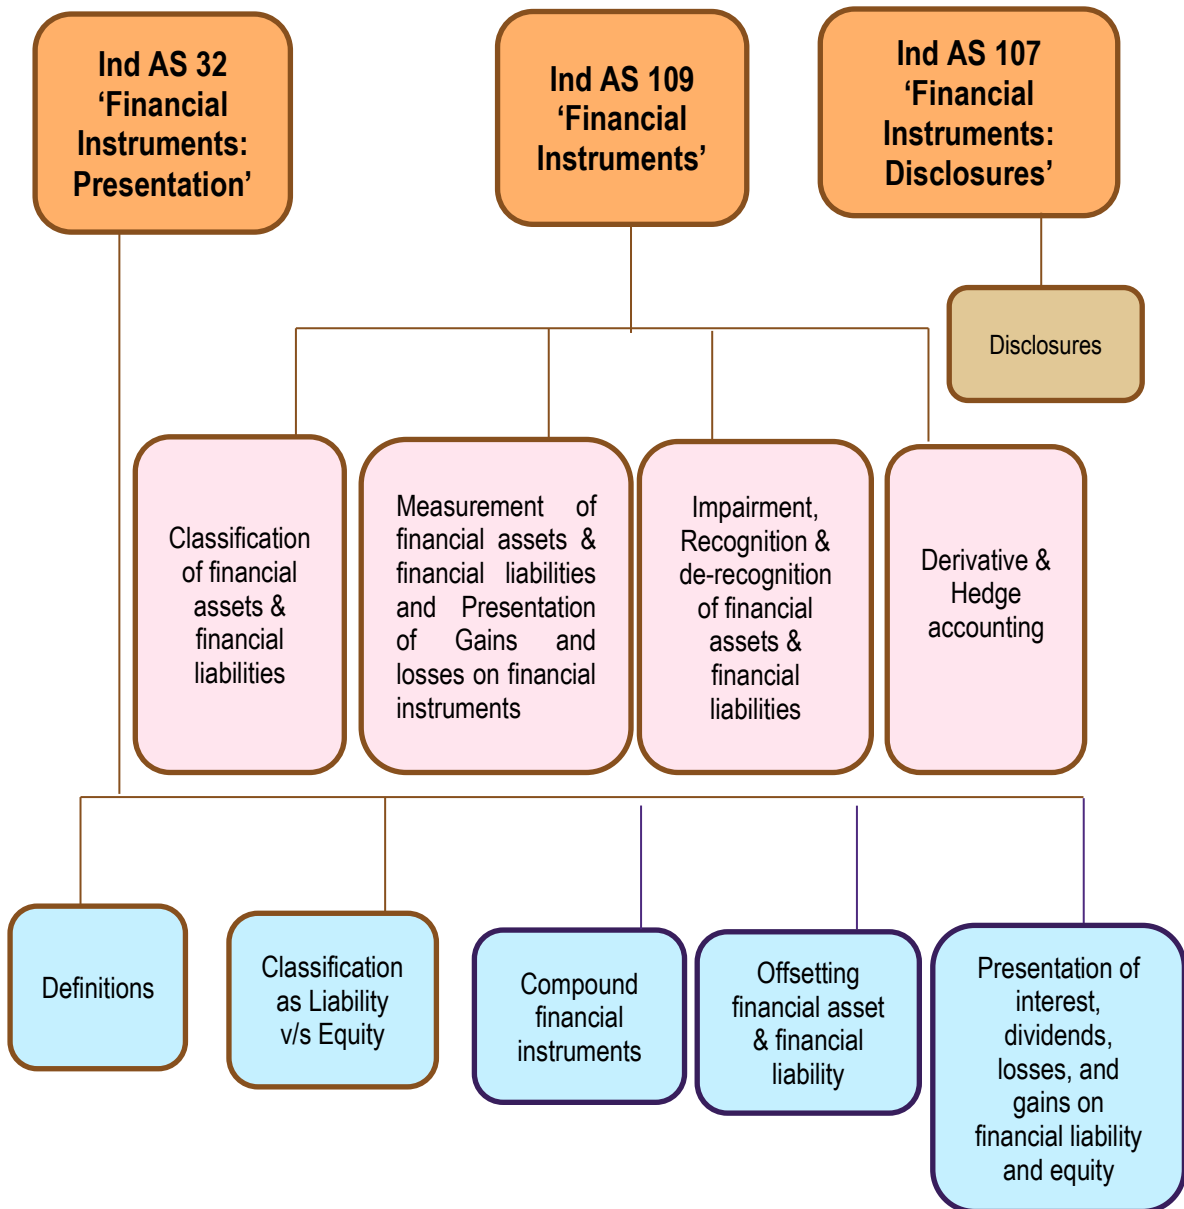 Ind AS 32
‘Financial
Instruments:
Presentation’
Ind AS 109
‘Financial
Instruments’
Ind AS 107
‘Financial
Instruments:
Disclosures’
Disclosures
Classification
of financial
assets &
financial
liabilities
Measurement of
financial assets &
financial liabilities
and Presentation
of Gains and
losses on financial
instruments
Impairment,
Recognition &
de-recognition
of financial
assets &
financial
liabilities
Derivative &
Hedge
accounting
Definitions
Classification
as Liability
v/s Equity
Compound
financial
instruments
Offsetting
financial asset
& financial
liability
Presentation of
interest,
dividends,
losses, and
gains on
financial liability
and equity